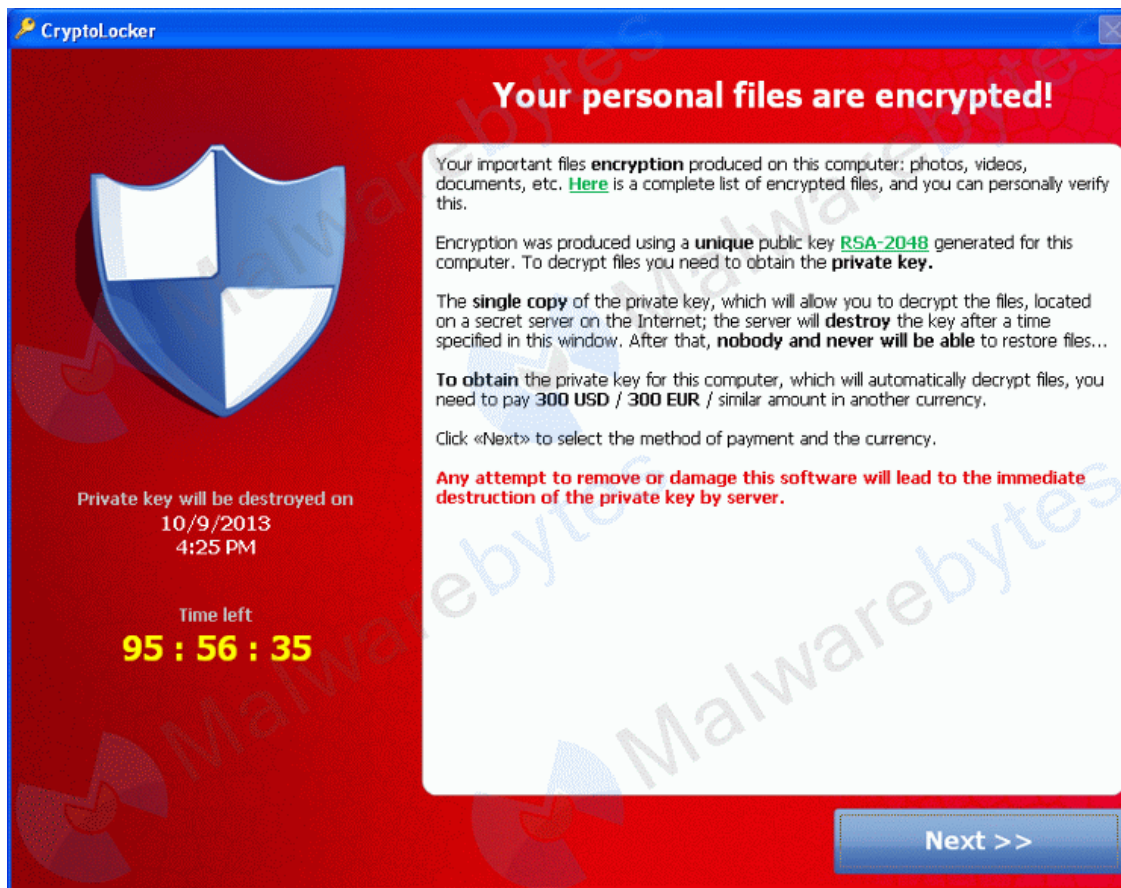 CryptoLocker
Your personal files are encrypted!
Your important files encryption produced on this computer: photos, videos,
documents, etc. Here is a complete list of encrypted files, and you can personally verify
this.
Encryption was produced using a unique public key RSA-2048 generated for this
computer. To decrypt files you need to obtain the private key.
The single copy of the private key, which will allow you to decrypt the files, located
on a secret server on the Internet; the server will destroy the key after a time
specified in this window. After that, nobody and never will be able to restore files...
To obtain the private key for this computer, which will automatically decrypt files, you
need to pay 300 USD / 300 EUR / similar amount in another currency.
Click «Next» to select the method of payment and the currency.
Any attempt to remove or damage this software will lead to the immediate
destruction of the private key by server.
Private key will be destroyed on
10/9/2013
4:25 PM
Time left
95 : 56 : 35
Next >>
Malwarebytes
Malwarebytes
Malwarebytes
Malwarebytes